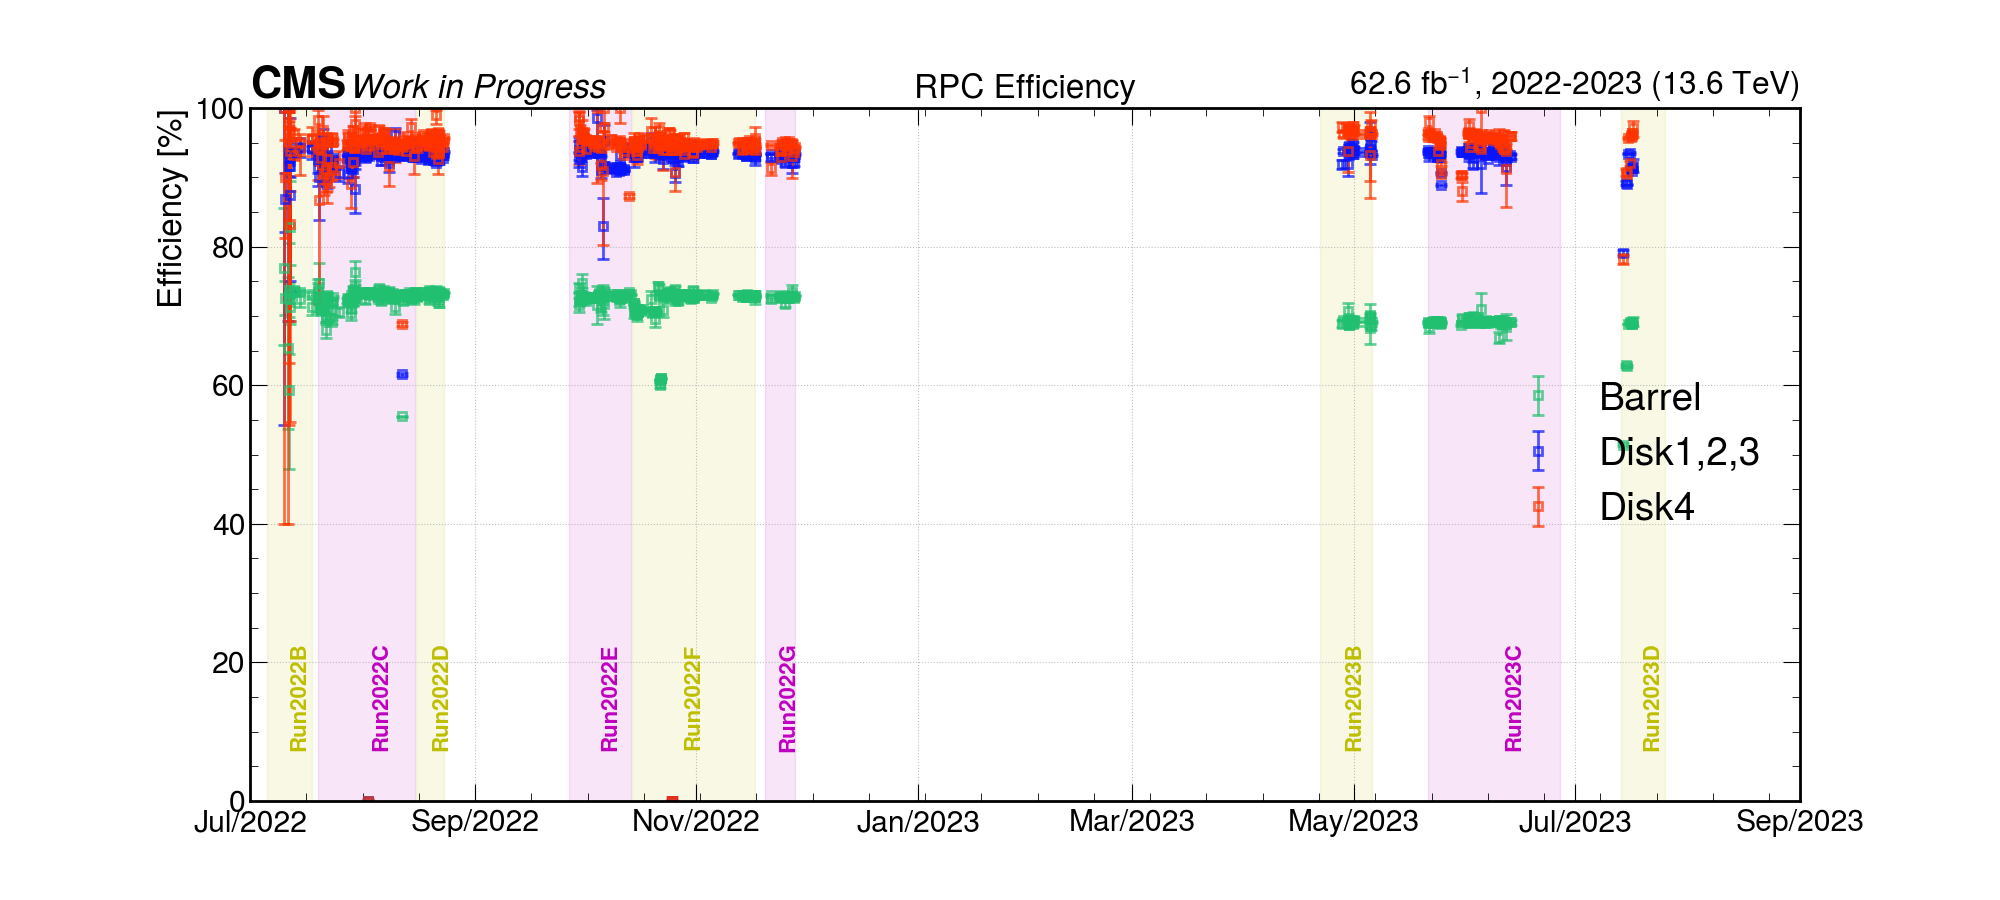 CMS Work in Progress RPC Efficiency 62.6 fb⁻¹, 2022-2023 (13.6 TeV)
Efficiency [%]
100
80
60
40
20
0
Barrel
Disk1,2,3
Disk4
Run2022B
Run2022C
Run2022D
Run2022E
Run2022F
Run2022G
Run2023B
Run2023C
Run2023D
Jul/2022 Sep/2022 Nov/2022 Jan/2023 Mar/2023 May/2023 Jul/2023 Sep/2023